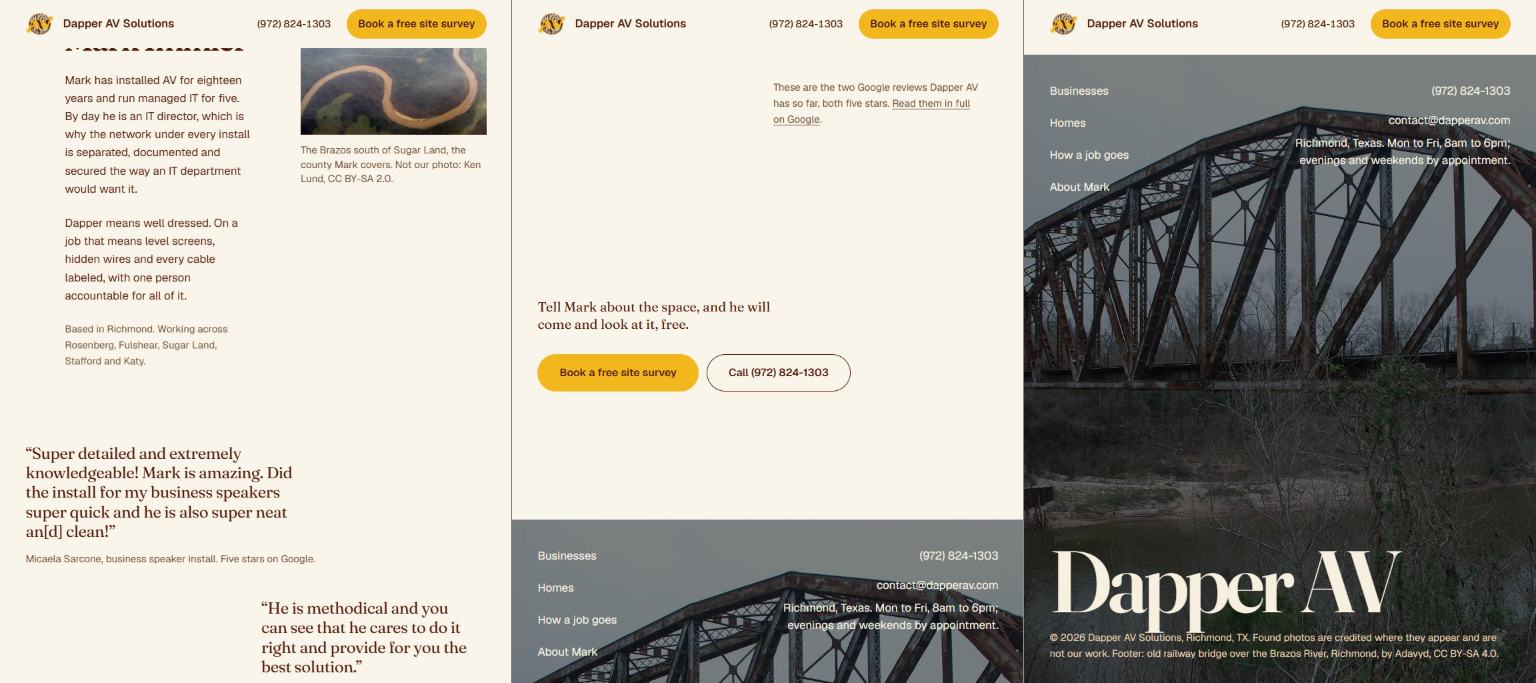 Dapper AV Solutions
(972) 824-1303
Book a free site survey
Mark has installed AV for eighteen
years and run managed IT for five.
By day he is an IT director, which is
why the network under every install
is separated, documented and
secured the way an IT department
would want it.
Dapper means well dressed. On a
job that means level screens,
hidden wires and every cable
labeled, with one person
accountable for all of it.
Based in Richmond. Working across
Rosenberg, Fulshear, Sugar Land,
Stafford and Katy.
The Brazos south of Sugar Land, the
county Mark covers. Not our photo: Ken
Lund, CC BY-SA 2.0.
“Super detailed and extremely
knowledgeable! Mark is amazing. Did
the install for my business speakers
super quick and he is also super neat
an[d] clean!”
Micaela Sarcone, business speaker install. Five stars on Google.
“He is methodical and you
can see that he cares to do it
right and provide for you the
best solution.”
Dapper AV Solutions
(972) 824-1303
Book a free site survey
These are the two Google reviews Dapper AV
has so far, both five stars. Read them in full
on Google.
Tell Mark about the space, and he will
come and look at it, free.
Book a free site survey
Call (972) 824-1303
Businesses
Homes
How a job goes
About Mark
(972) 824-1303
contact@dapperav.com
Richmond, Texas. Mon to Fri, 8am to 6pm;
evenings and weekends by appointment.
Dapper AV Solutions
(972) 824-1303
Book a free site survey
Businesses
Homes
How a job goes
About Mark
(972) 824-1303
contact@dapperav.com
Richmond, Texas. Mon to Fri, 8am to 6pm;
evenings and weekends by appointment.
Dapper AV
© 2026 Dapper AV Solutions, Richmond, TX. Found photos are credited where they appear and are
not our work. Footer: old railway bridge over the Brazos River, Richmond, by Adavyd, CC BY-SA 4.0.